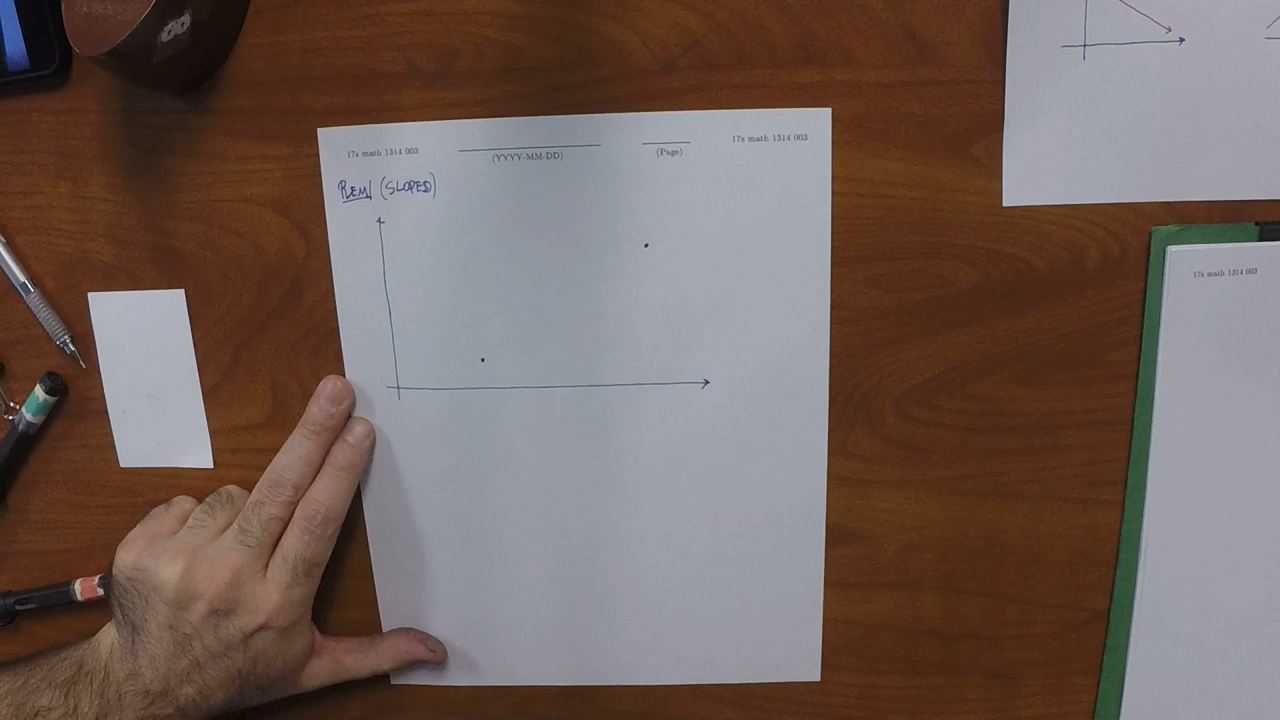 17s math 1314 003
(YYYY-MM-DD)
(Page)
17s math 1314 003
REM (SLOPES)
17s math 1314 003